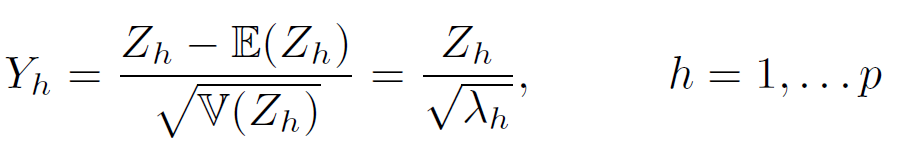 Y_h = \frac{Z_h - \mathbb{E}(Z_h)}{\sqrt{\mathbb{V}(Z_h)}} = \frac{Z_h}{\sqrt{\lambda_h}}, \qquad h = 1, \ldots p